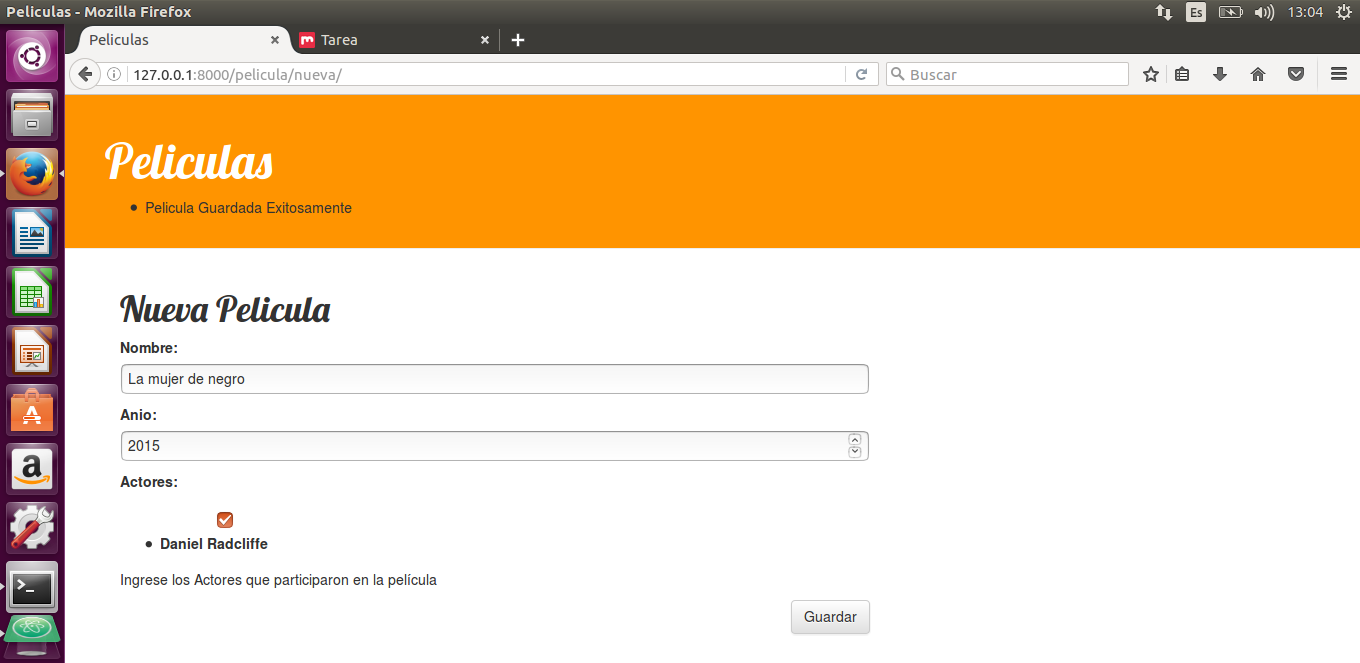 Peliculas - Mozilla Firefox
Es
13:04
Peliculas
Tarea
127.0.0.1:8000/pelicula/nueva/
Buscar
Peliculas
Pelicula Guardada Exitosamente
Nueva Pelicula
Nombre:
La mujer de negro
Anio:
2015
Actores:
Daniel Radcliffe
Ingrese los Actores que participaron en la película
Guardar